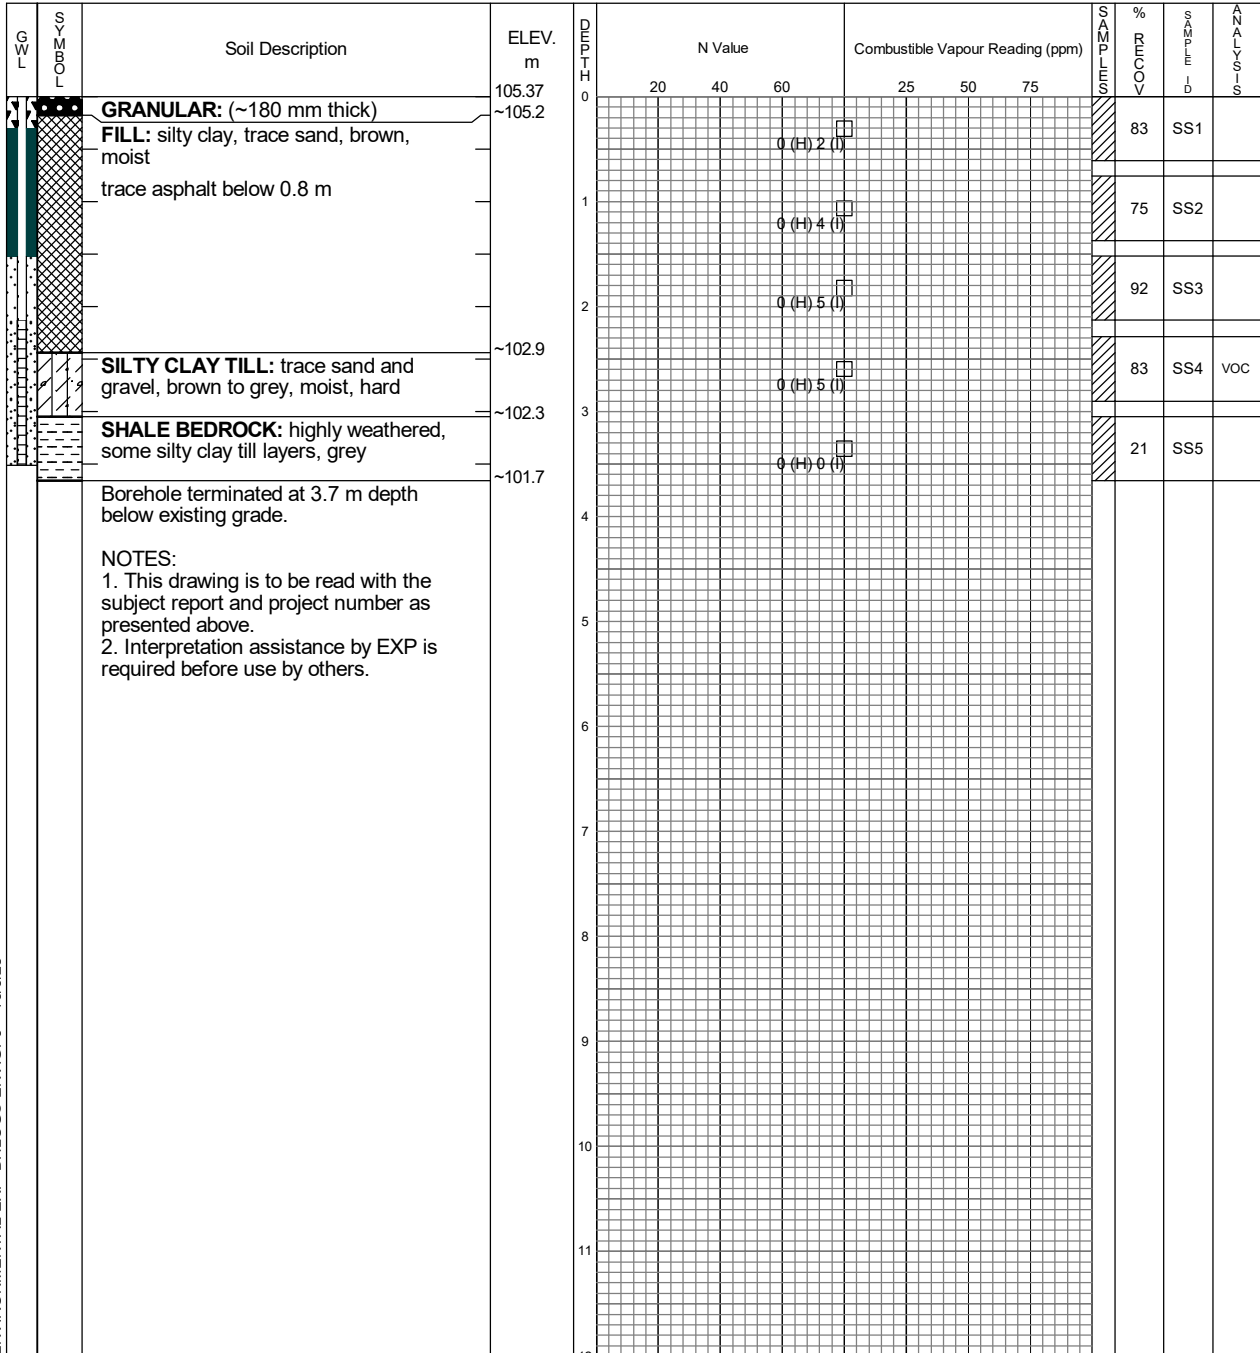 GWL
SYMBOL
Soil Description
ELEV.
m
105.37
DEPTH
N Value
20 40 60
Combustible Vapour Reading (ppm)
25 50 75
SAMPLES
% RECOV
SAMPLE ID
ANALYSIS
0
GRANULAR: (~180 mm thick)
~105.2
FILL: silty clay, trace sand, brown,
moist
0 (H) 2 (I)
83 SS1
trace asphalt below 0.8 m
1
0 (H) 4 (I)
75 SS2
2
0 (H) 5 (I)
92 SS3
~102.9
SILTY CLAY TILL: trace sand and
gravel, brown to grey, moist, hard
0 (H) 5 (I)
83 SS4 VOC
~102.3
3
SHALE BEDROCK: highly weathered,
some silty clay till layers, grey
0 (H) 0 (I)
21 SS5
~101.7
Borehole terminated at 3.7 m depth
below existing grade.
4
NOTES:
1. This drawing is to be read with the
subject report and project number as
presented above.
5
2. Interpretation assistance by EXP is
required before use by others.
6
7
8
9
10
11